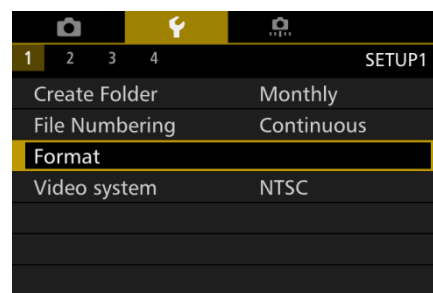 1 2 3 4 SETUP1
Create Folder Monthly
File Numbering Continuous
Format
Video system NTSC